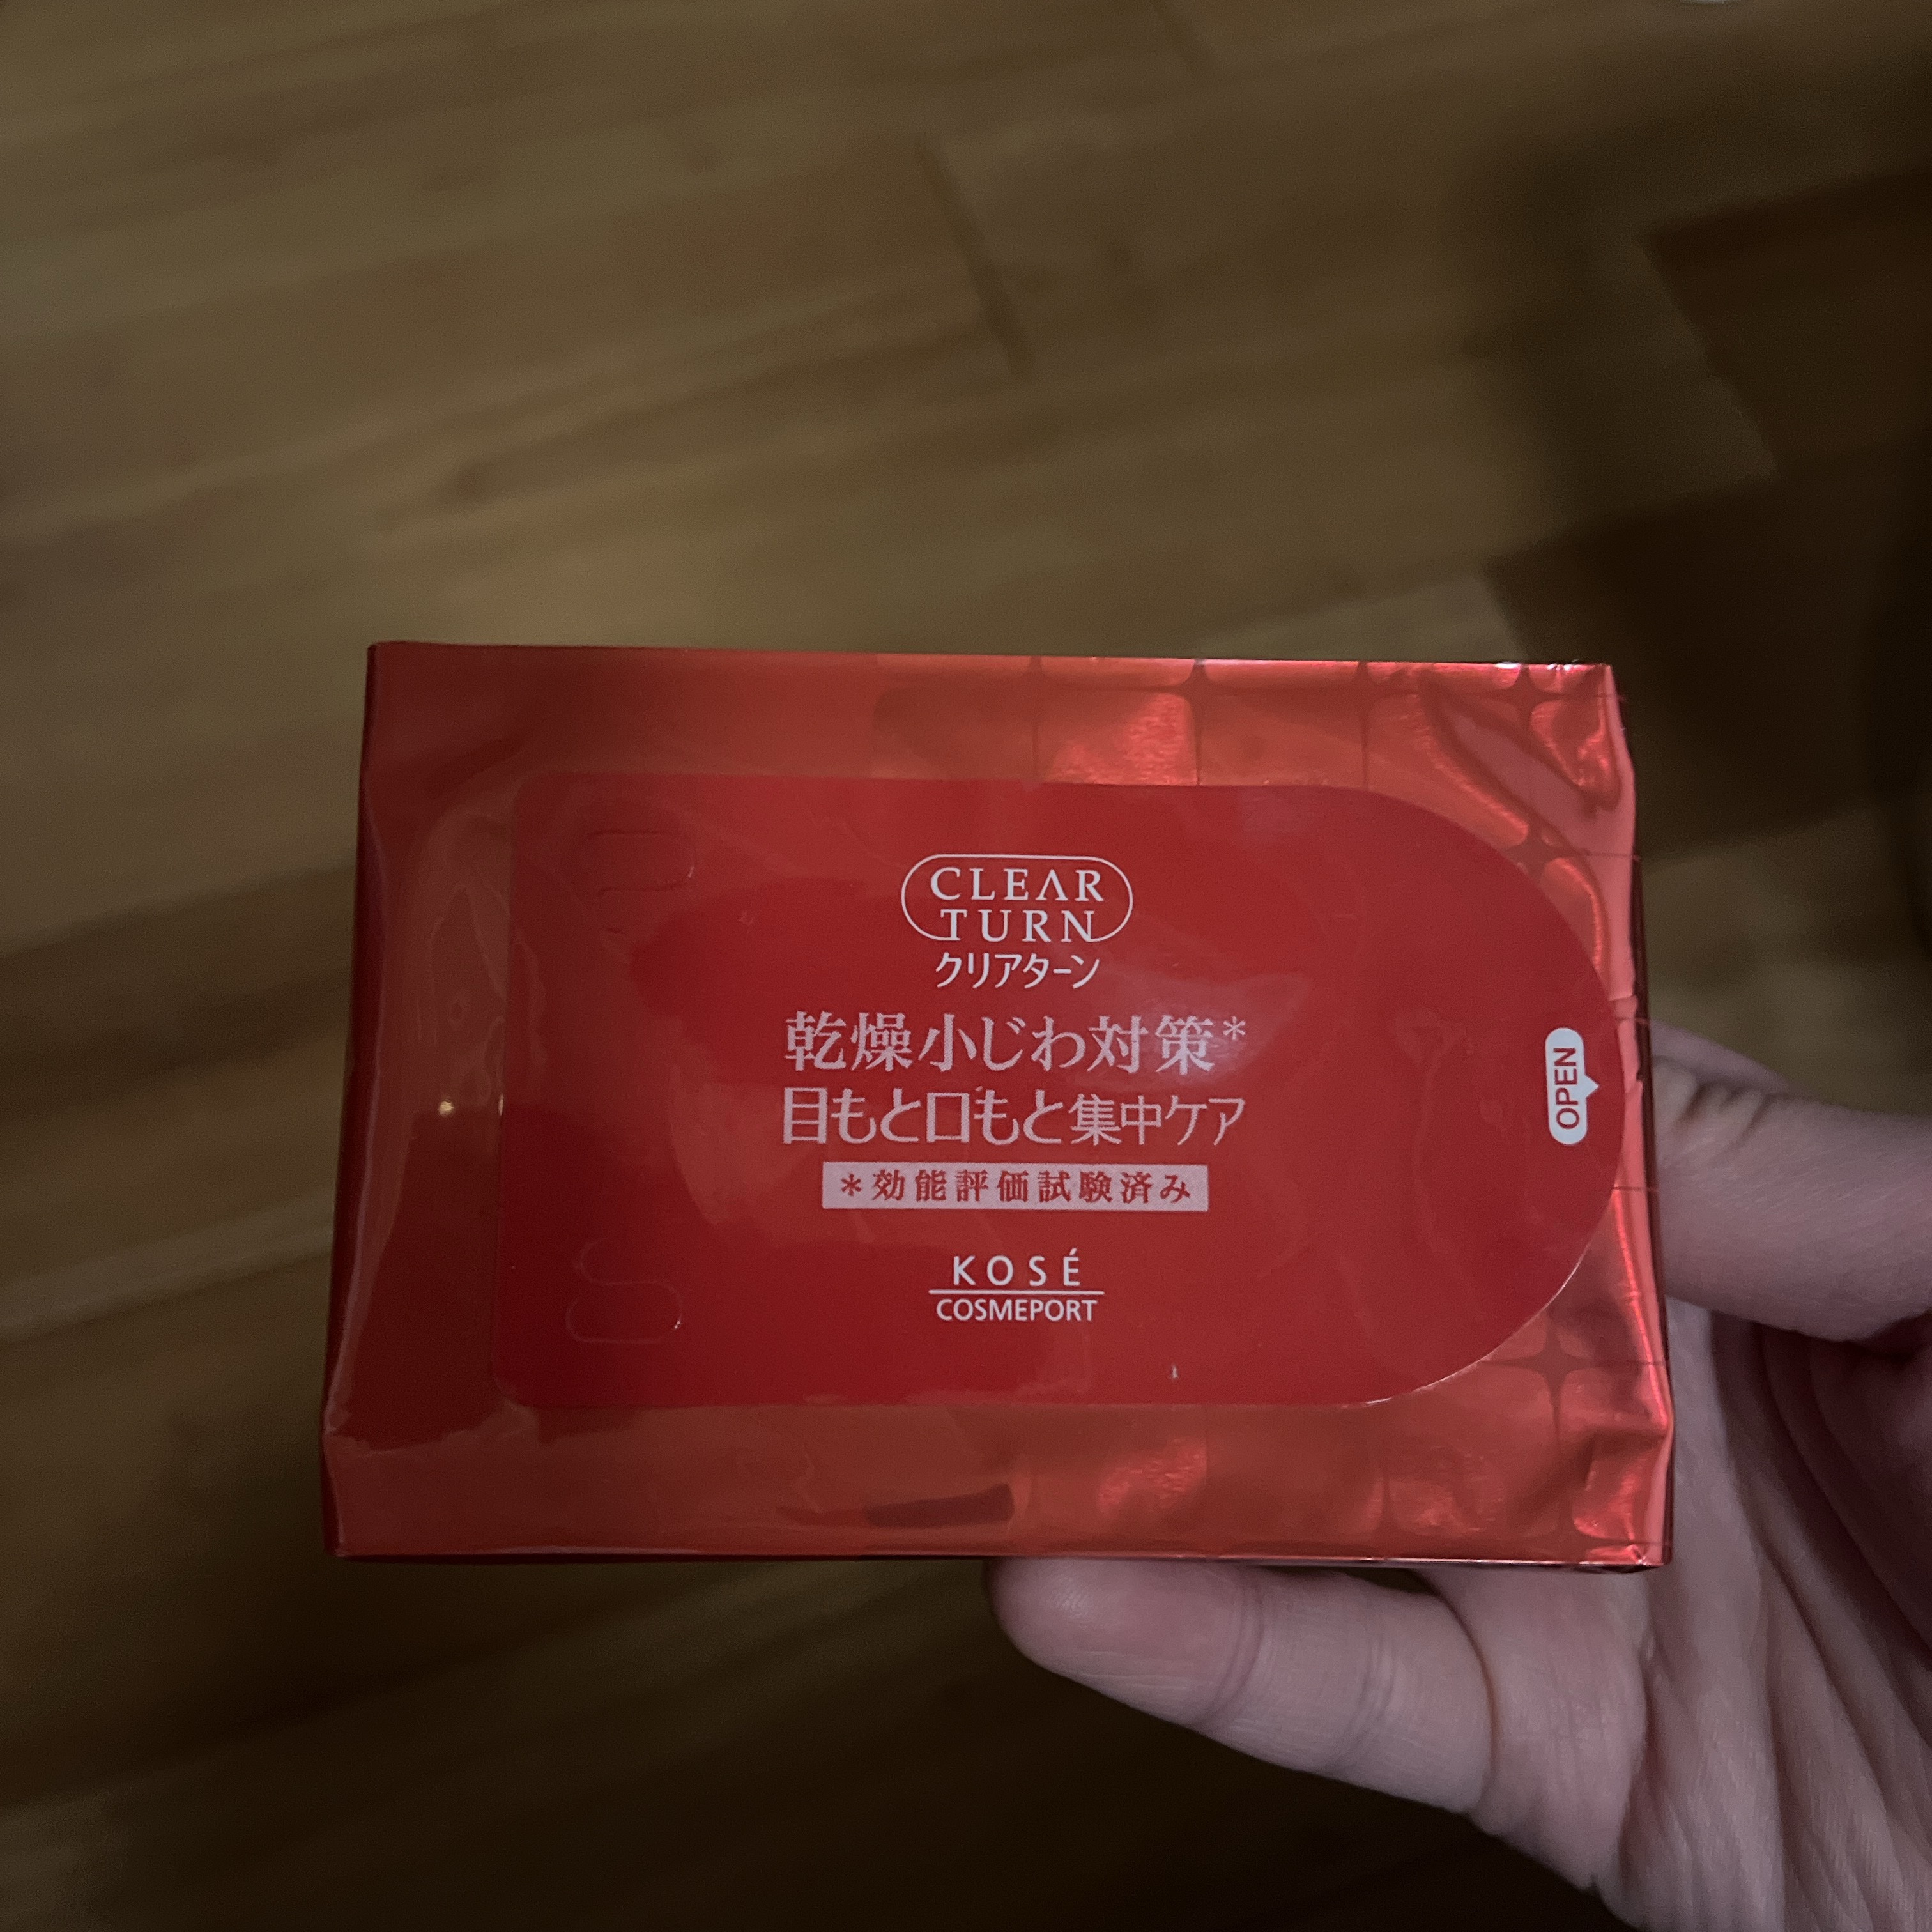 CLEAR
TURN
クリアターン
乾燥小じわ対策*
目もと口もと集中ケア
*効能評価試験済み
KOSÉ
COSMEPORT
OPEN